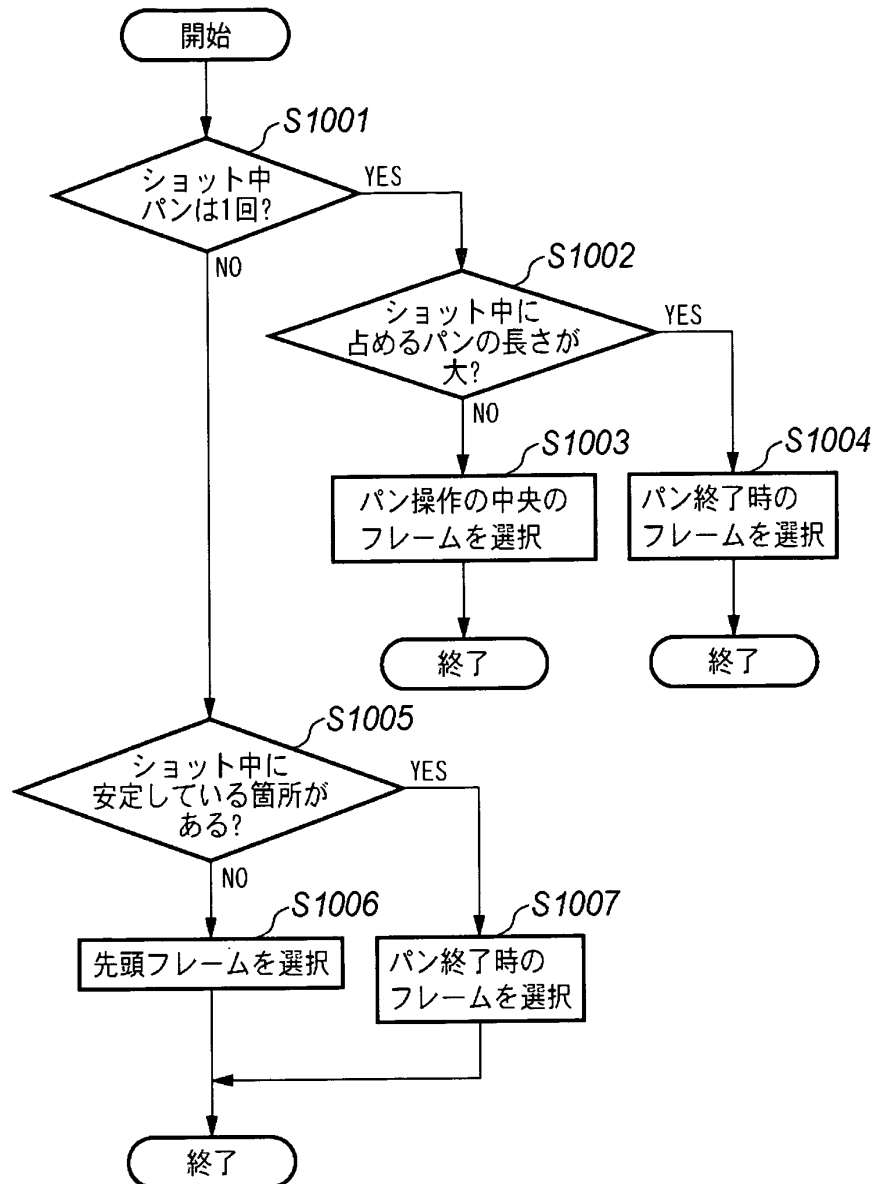 開始
S1001
ショット中
パンは1回?
YES
NO
S1002
ショット中に
占めるパンの長さが
大?
YES
NO
S1003
パン操作の中央の
フレームを選択
S1004
パン終了時の
フレームを選択
終了
終了
S1005
ショット中に
安定している箇所が
ある?
YES
NO
S1006
先頭フレームを選択
S1007
パン終了時の
フレームを選択
終了